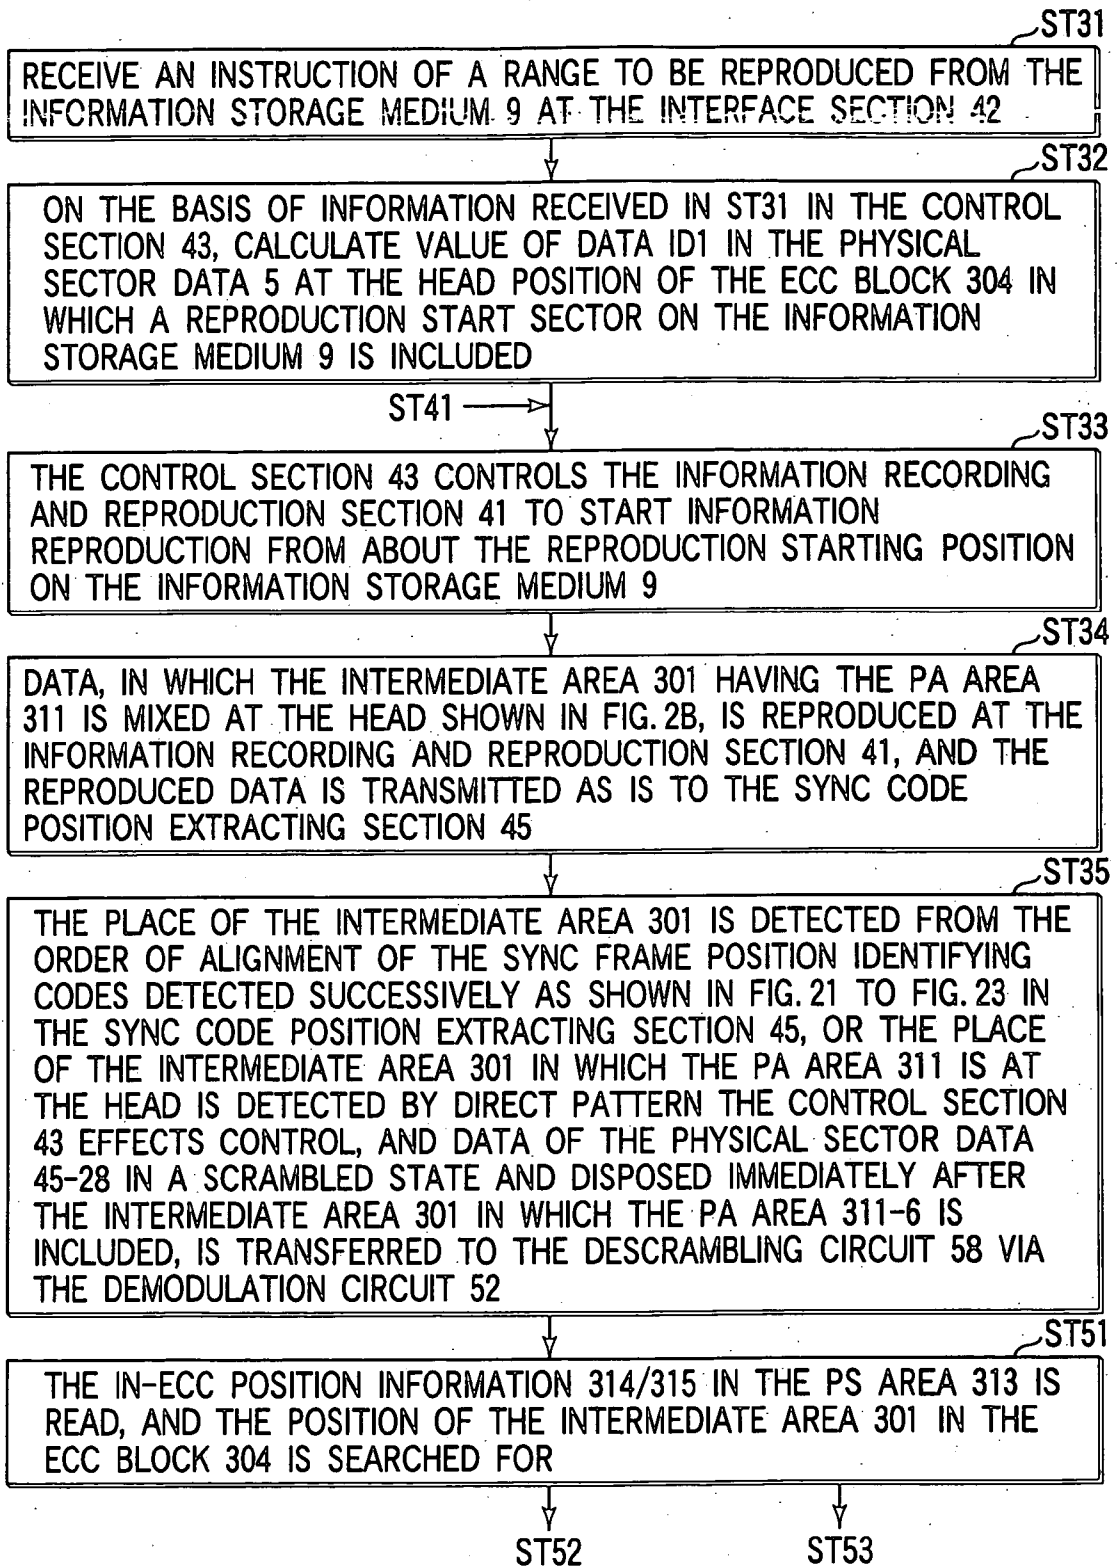 ST31
RECEIVE AN INSTRUCTION OF A RANGE TO BE REPRODUCED FROM THE
INFORMATION STORAGE MEDIUM 9 AT THE INTERFACE SECTION 42
ST32
ON THE BASIS OF INFORMATION RECEIVED IN ST31 IN THE CONTROL
SECTION 43, CALCULATE VALUE OF DATA ID1 IN THE PHYSICAL
SECTOR DATA 5 AT THE HEAD POSITION OF THE ECC BLOCK 304 IN
WHICH A REPRODUCTION START SECTOR ON THE INFORMATION
STORAGE MEDIUM 9 IS INCLUDED
ST41
ST33
THE CONTROL SECTION 43 CONTROLS THE INFORMATION RECORDING
AND REPRODUCTION SECTION 41 TO START INFORMATION
REPRODUCTION FROM ABOUT THE REPRODUCTION STARTING POSITION
ON THE INFORMATION STORAGE MEDIUM 9
ST34
DATA, IN WHICH THE INTERMEDIATE AREA 301 HAVING THE PA AREA
311 IS MIXED AT THE HEAD SHOWN IN FIG. 2B, IS REPRODUCED AT THE
INFORMATION RECORDING AND REPRODUCTION SECTION 41, AND THE
REPRODUCED DATA IS TRANSMITTED AS IS TO THE SYNC CODE
POSITION EXTRACTING SECTION 45
ST35
THE PLACE OF THE INTERMEDIATE AREA 301 IS DETECTED FROM THE
ORDER OF ALIGNMENT OF THE SYNC FRAME POSITION IDENTIFYING
CODES DETECTED SUCCESSIVELY AS SHOWN IN FIG. 21 TO FIG. 23 IN
THE SYNC CODE POSITION EXTRACTING SECTION 45, OR THE PLACE
OF THE INTERMEDIATE AREA 301 IN WHICH THE PA AREA 311 IS AT
THE HEAD IS DETECTED BY DIRECT PATTERN THE CONTROL SECTION
43 EFFECTS CONTROL, AND DATA OF THE PHYSICAL SECTOR DATA
45-28 IN A SCRAMBLED STATE AND DISPOSED IMMEDIATELY AFTER
THE INTERMEDIATE AREA 301 IN WHICH THE PA AREA 311-6 IS
INCLUDED, IS TRANSFERRED TO THE DESCRAMBLING CIRCUIT 58 VIA
THE DEMODULATION CIRCUIT 52
ST51
THE IN-ECC POSITION INFORMATION 314/315 IN THE PS AREA 313 IS
READ, AND THE POSITION OF THE INTERMEDIATE AREA 301 IN THE
ECC BLOCK 304 IS SEARCHED FOR
ST52 ST53